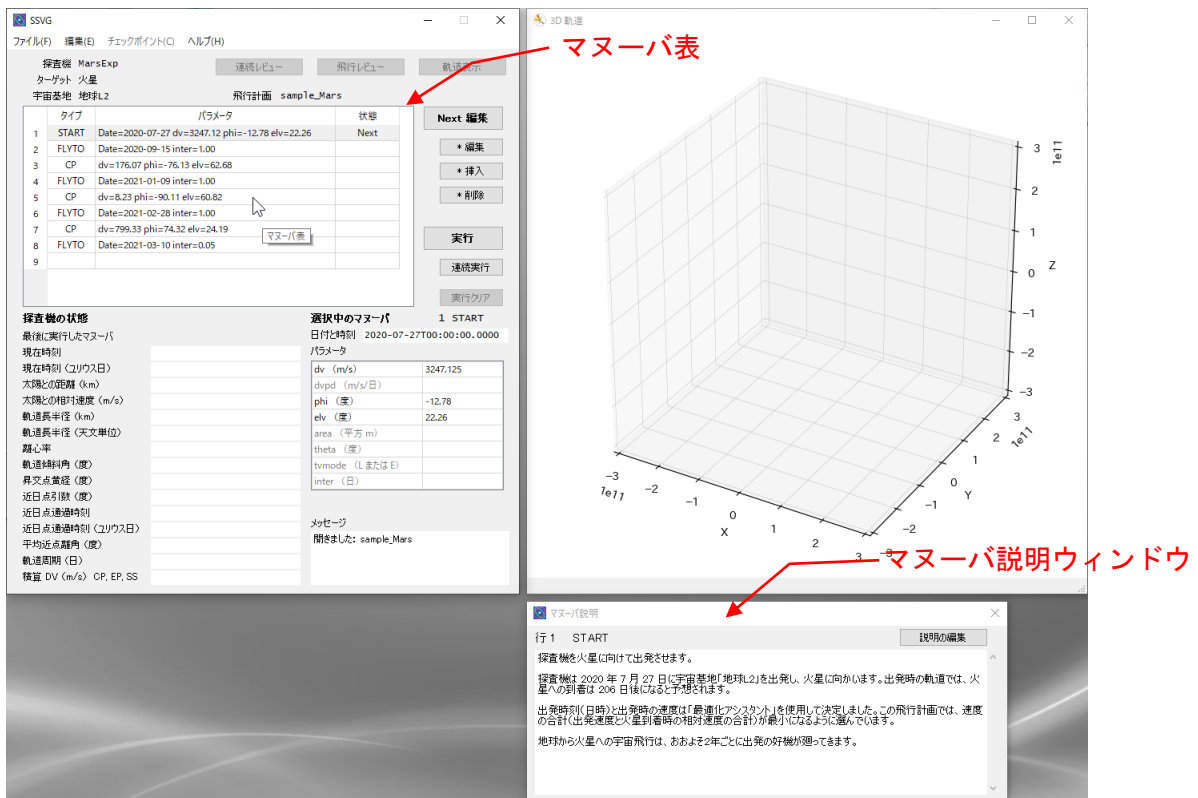 SSVG
ファイル(F) 編集(E) チェックポイント(C) ヘルプ(H)
探査機 MarsExp
連続レビュー 飛行レビュー 軌道表示
ターゲット 火星
宇宙基地 地球L2 飛行計画 sample_Mars
タイプ パラメータ 状態
1 START Date=2020-07-27 dv=3247.12 phi=-12.78 elv=22.26 Next
2 FLYTO Date=2020-09-15 inter=1.00
3 CP dv=176.07 phi=-76.13 elv=62.68
4 FLYTO Date=2021-01-09 inter=1.00
5 CP dv=8.23 phi=-90.11 elv=60.82
6 FLYTO Date=2021-02-28 inter=1.00
7 CP dv=799.33 phi=74.32 elv=24.19
8 FLYTO Date=2021-03-10 inter=0.05
9
マヌーバ表
Next 編集
* 編集
* 挿入
* 削除
実行
連続実行
実行クリア
探査機の状態
最後に実行したマヌーバ
現在時刻
現在時刻 (ユリウス日)
太陽との距離 (km)
太陽との相対速度 (m/s)
軌道長半径 (km)
軌道長半径 (天文単位)
離心率
軌道傾斜角 (度)
昇交点黄経 (度)
近日点引数 (度)
近日点通過時刻
近日点通過時刻 (ユリウス日)
平均近点離角 (度)
軌道周期 (日)
積算 DV (m/s) CP, EP, SS
選択中のマヌーバ 1 START
日付と時刻 2020-07-27T00:00:00.0000
パラメータ
dv (m/s) 3247.125
dvpd (m/s/日)
phi (度) -12.78
elv (度) 22.26
area (平方 m)
theta (度)
tvmode (L または E)
inter (日)
メッセージ
開きました: sample_Mars
3D 軌道
マヌーバ表
1e11
3
2
1
0
−1
−2
−3
Z
−3
−2
−1
0
1
2
3
1e11
X
−3
−2
−1
0
1
2
3
1e11
Y
マヌーバ説明ウィンドウ
マヌーバ説明
行 1 START 説明の編集
探査機を火星に向けて出発させます。
探査機は 2020 年 7 月 27 日に宇宙基地「地球L2」を出発し、火星に向かいます。出発時の軌道では、火
星への到着は 206 日後になると予想されます。
出発時刻(日時)と出発時の速度は「最適化アシスタント」を使用して決定しました。この飛行計画では、速度
の合計(出発速度と火星到着時の相対速度の合計)が最小になるように選んでいます。
地球から火星への宇宙飛行は、おおよそ2年ごとに出発の好機が廻ってきます。